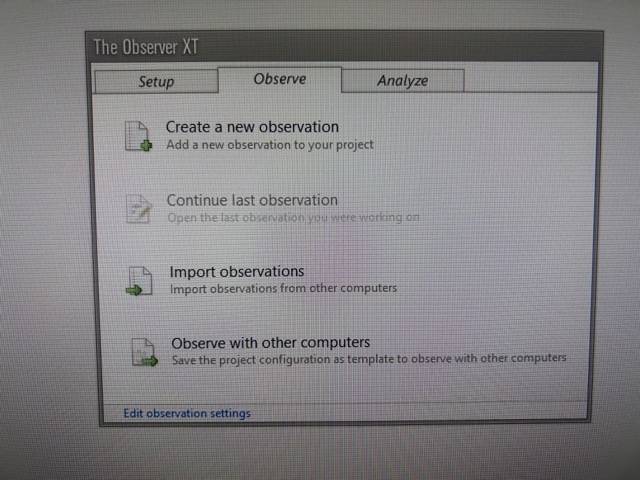 The Observer XT
Setup
Observe
Analyze
Create a new observation
Add a new observation to your project
Continue last observation
Open the last observation you were working on
Import observations
Import observations from other computers
Observe with other computers
Save the project configuration as template to observe with other computers
Edit observation settings